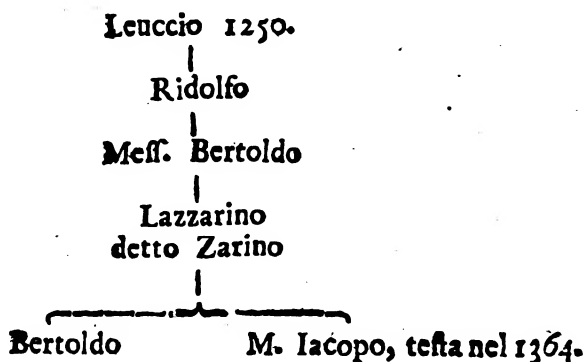 Leuccio 1250.
Ridolfo
Meſſ. Bertoldo
Lazzarino
detto Zarino
Bertoldo M. Iacopo, teſta nel 1364.